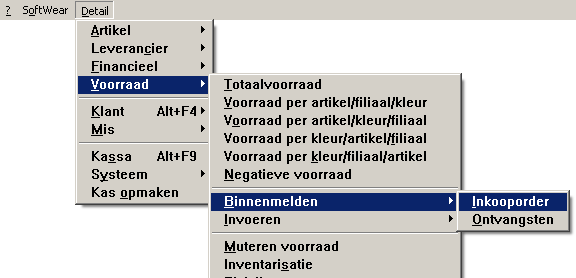 ? SoftWear Detail
Artikel
Leverancier
Financieel
Voorraad
Klant Alt+F4
Mis
Kassa Alt+F9
Systeem
Kas opmaken
Totaalvoorraad
Voorraad per artikel/filiaal/kleur
Voorraad per artikel/kleur/filiaal
Voorraad per kleur/artikel/filiaal
Voorraad per kleur/filiaal/artikel
Negatieve voorraad
Binnenmelden
Invoeren
Muteren voorraad
Inventarisatie
Inkooporder
Ontvangsten